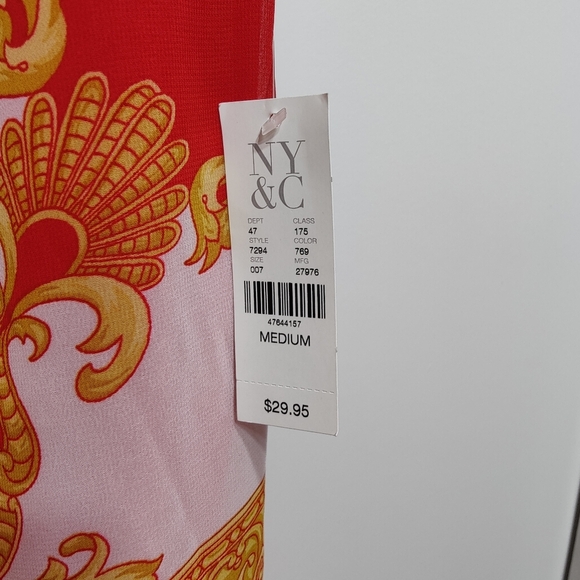 NY
&C
DEPT CLASS
47 175
STYLE COLOR
7294 769
SIZE MFG
007 27976
47644157
MEDIUM
$29.95